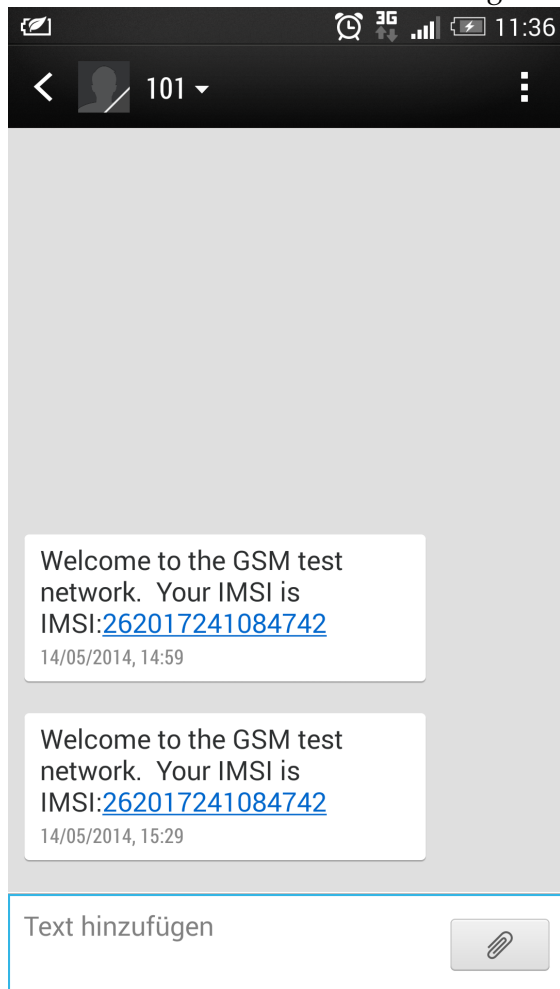 3G 11:36
101
Welcome to the GSM test
network.  Your IMSI is
IMSI:262017241084742
14/05/2014, 14:59
Welcome to the GSM test
network.  Your IMSI is
IMSI:262017241084742
14/05/2014, 15:29
Text hinzufügen